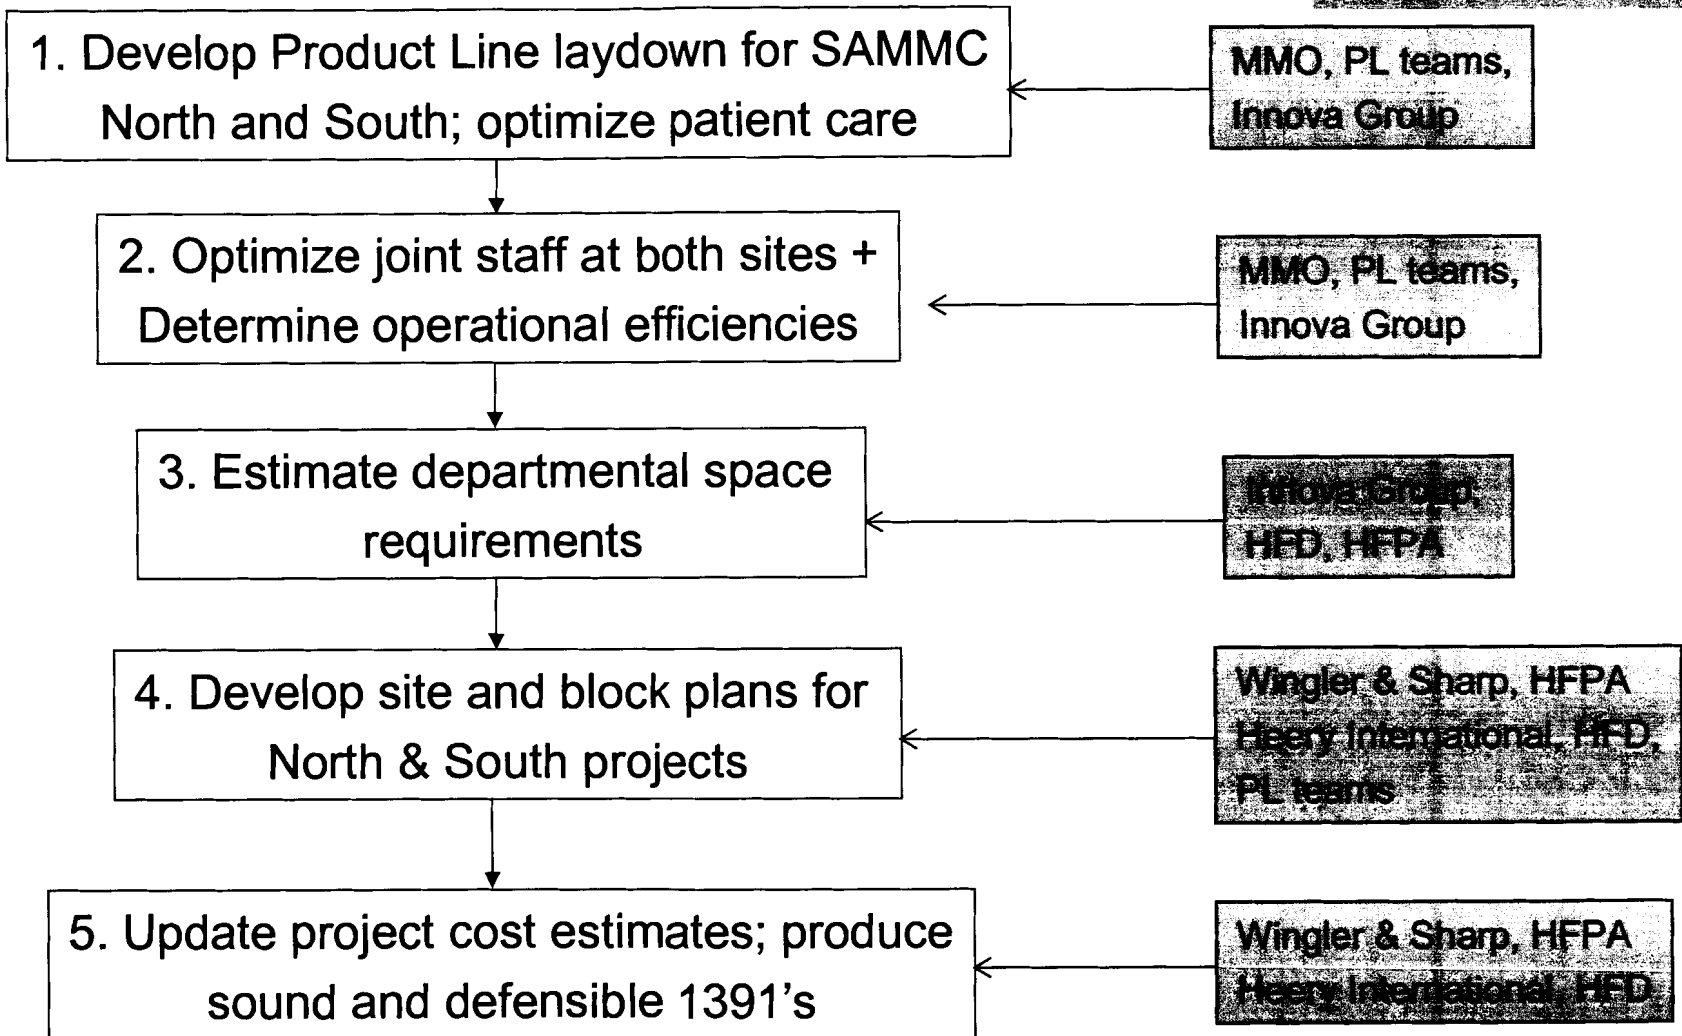 1. Develop Product Line laydown for SAMMC
North and South; optimize patient care
MMO, PL teams,
Innova Group
2. Optimize joint staff at both sites +
Determine operational efficiencies
MMO, PL teams,
Innova Group
3. Estimate departmental space
requirements
Innova Group,
HFD, HFPA
4. Develop site and block plans for
North & South projects
Wingler & Sharp, HFPA
Heery International, HFD,
PL teams
5. Update project cost estimates; produce
sound and defensible 1391's
Wingler & Sharp, HFPA
Heery International, HFD